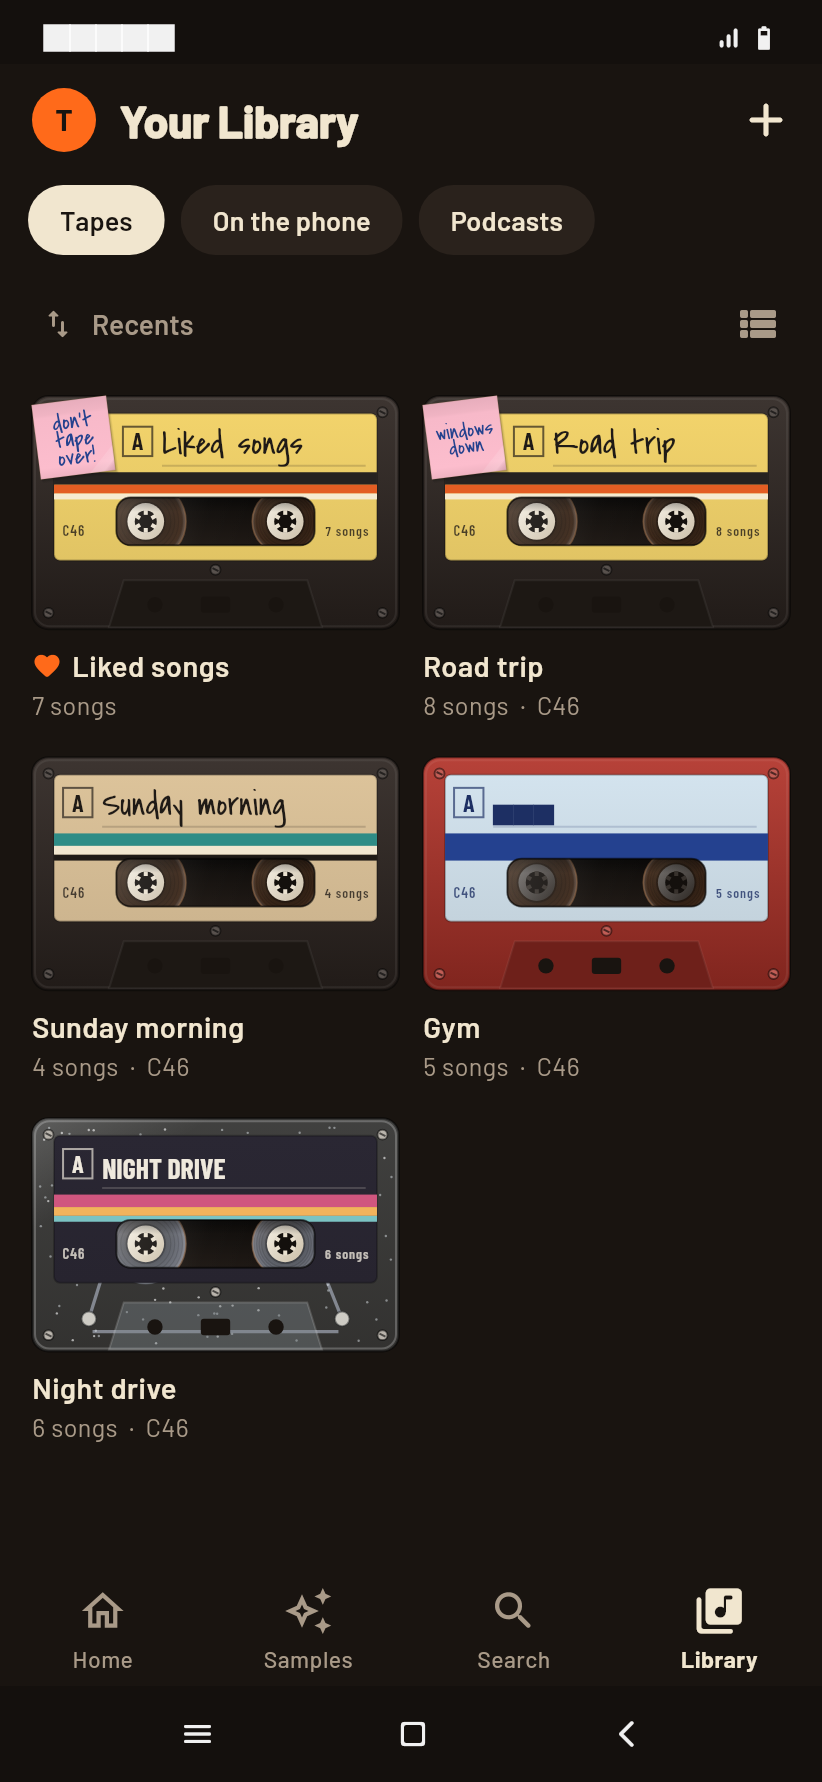 T
Your Library
Tapes
On the phone
Podcasts
Recents
don't
tape
over!
A
Liked songs
C46
7 songs
windows
down
A
Road trip
C46
8 songs
Liked songs
7 songs
Road trip
8 songs · C46
A
Sunday morning
C46
4 songs
A
C46
5 songs
Sunday morning
4 songs · C46
Gym
5 songs · C46
A
NIGHT DRIVE
C46
6 songs
Night drive
6 songs · C46
Home
Samples
Search
Library